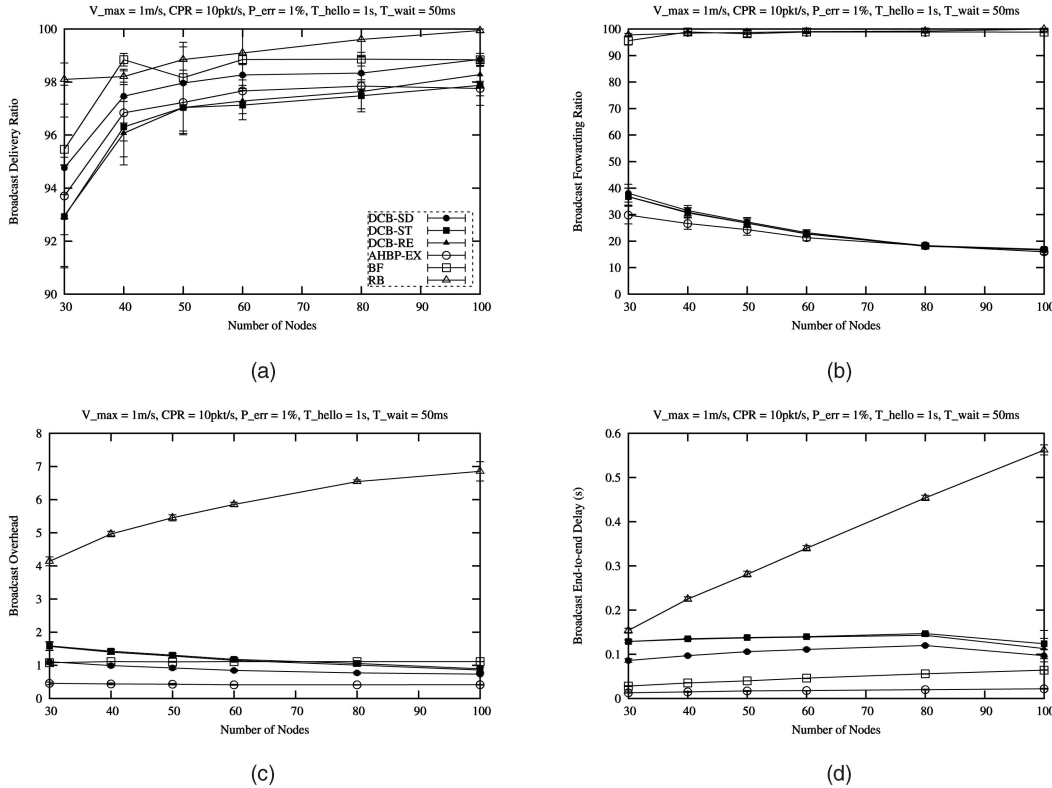 V_max = 1m/s, CPR = 10pkt/s, P_err = 1%, T_hello = 1s, T_wait = 50ms
100
98
96
94
92
90
Broadcast Delivery Ratio
DCB-SD
DCB-ST
DCB-RE
AHBP-EX
BF
RB
30 40 50 60 70 80 90 100
Number of Nodes
(a)
V_max = 1m/s, CPR = 10pkt/s, P_err = 1%, T_hello = 1s, T_wait = 50ms
100
90
80
70
60
50
40
30
20
10
0
Broadcast Forwarding Ratio
30 40 50 60 70 80 90 100
Number of Nodes
(b)
V_max = 1m/s, CPR = 10pkt/s, P_err = 1%, T_hello = 1s, T_wait = 50ms
8
7
6
5
4
3
2
1
0
Broadcast Overhead
30 40 50 60 70 80 90 100
Number of Nodes
(c)
V_max = 1m/s, CPR = 10pkt/s, P_err = 1%, T_hello = 1s, T_wait = 50ms
0.6
0.5
0.4
0.3
0.2
0.1
0
Broadcast End-to-end Delay (s)
30 40 50 60 70 80 90 100
Number of Nodes
(d)